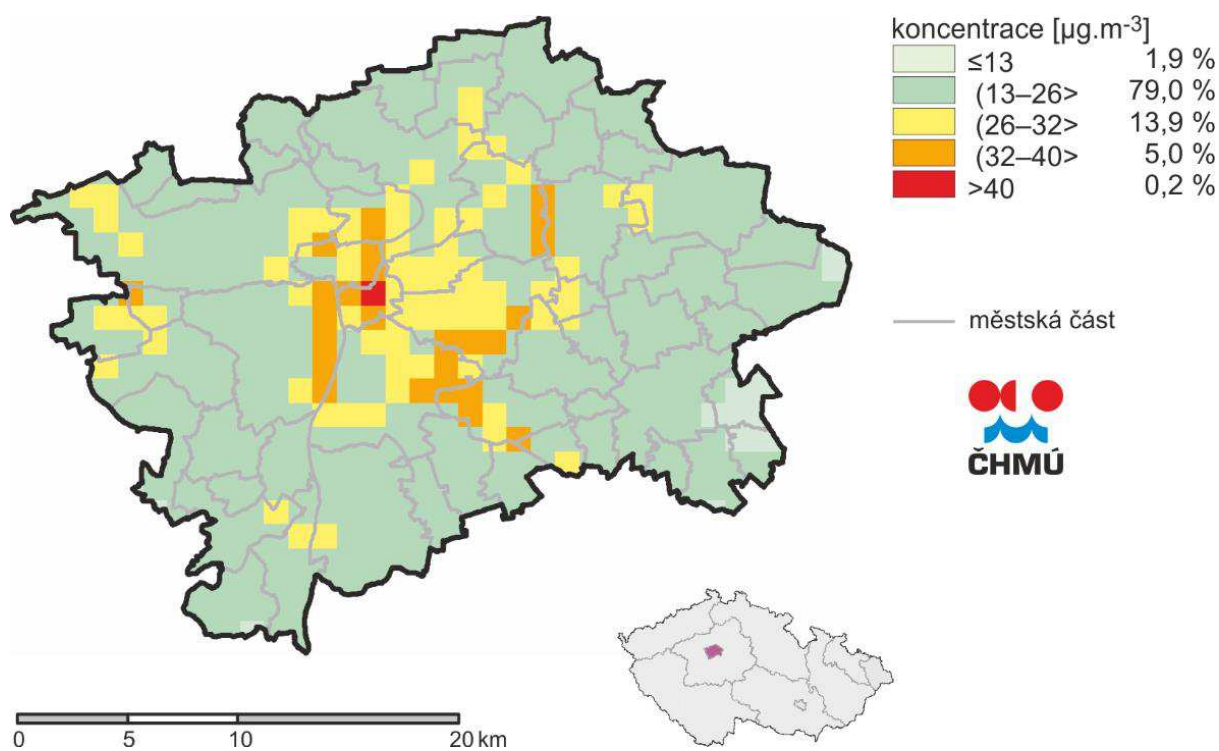 koncentrace [µg.m⁻³]
≤13 1,9 %
(13–26> 79,0 %
(26–32> 13,9 %
(32–40> 5,0 %
>40 0,2 %
městská část
ČHMÚ
0 5 10 20 km